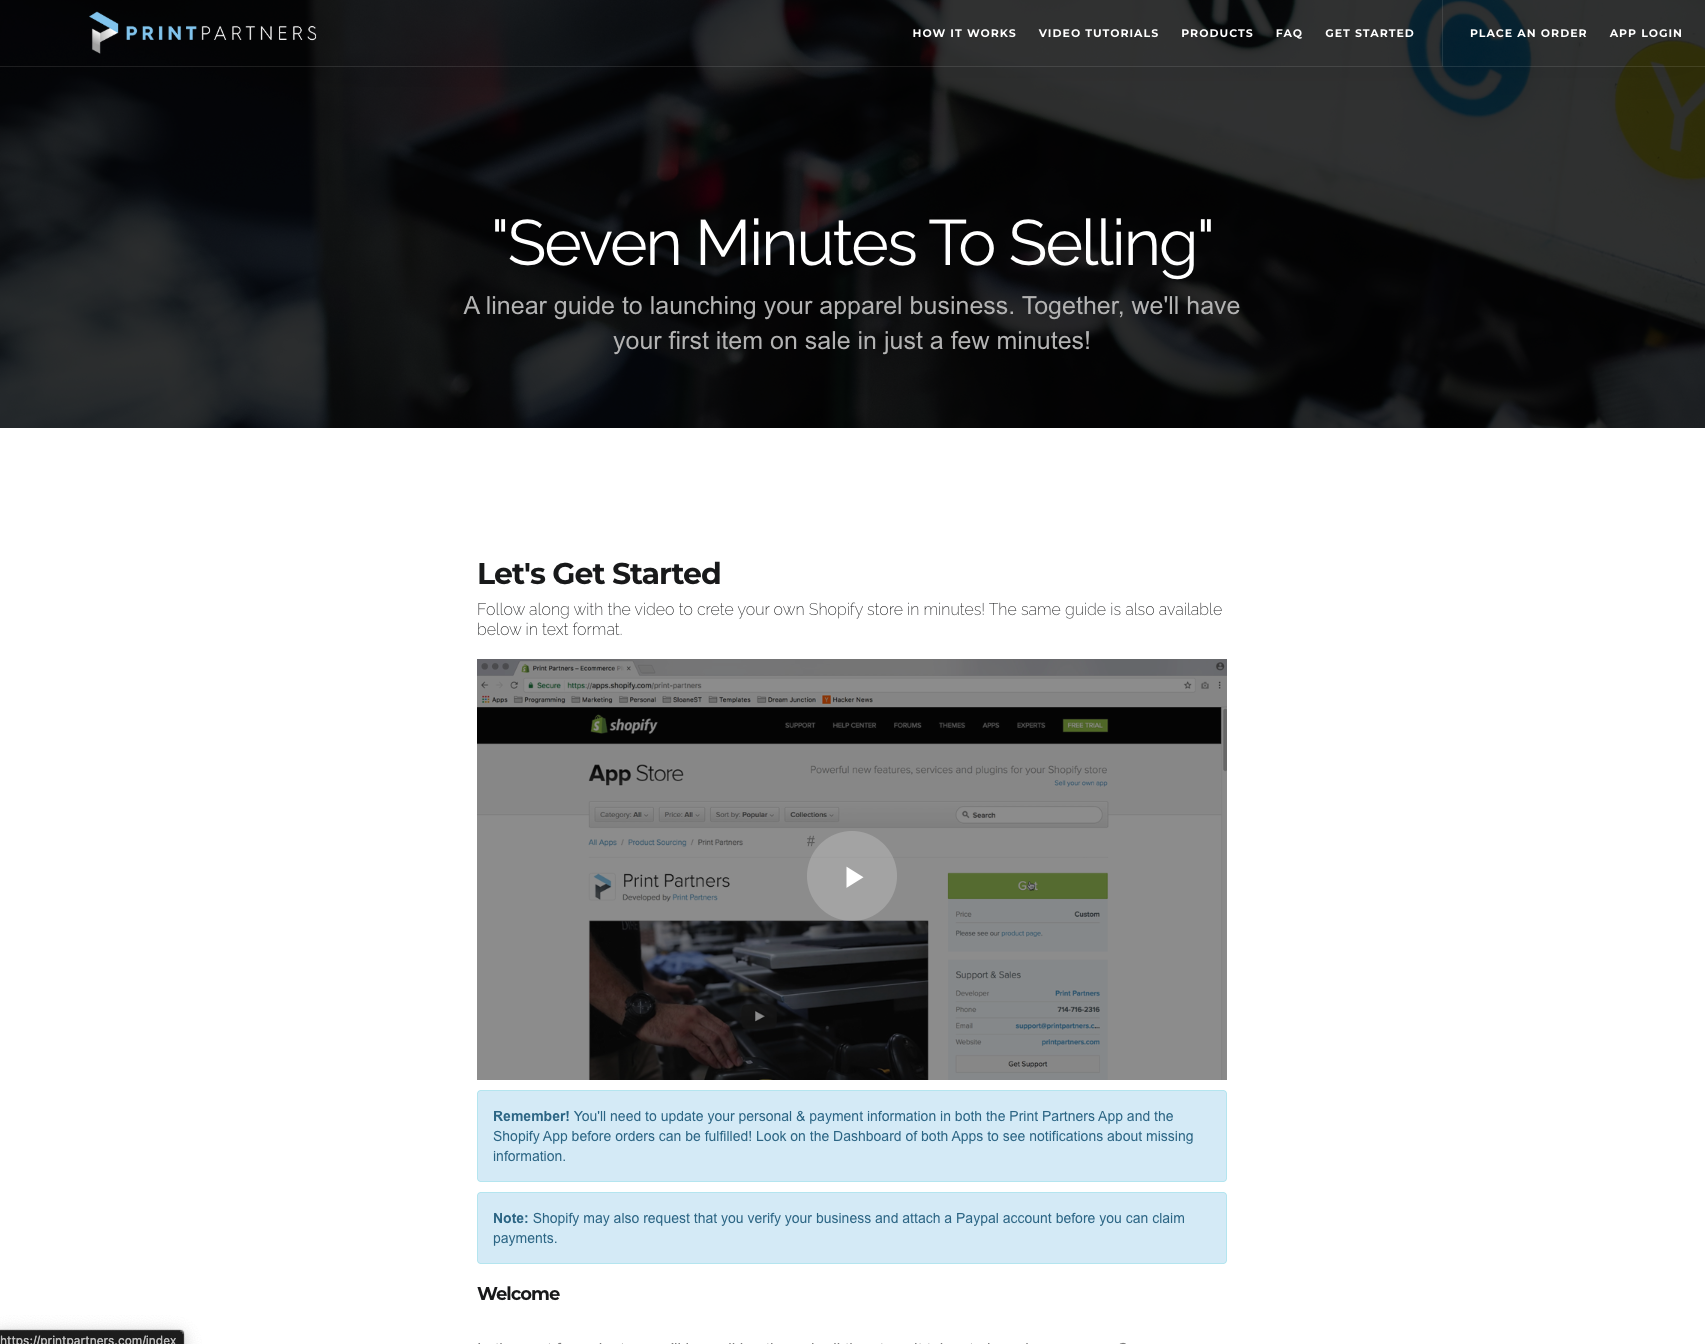 PRINTPARTNERS
HOW IT WORKS
VIDEO TUTORIALS
PRODUCTS
FAQ
GET STARTED
PLACE AN ORDER
APP LOGIN
K
C
Y
"Seven Minutes To Selling"
A linear guide to launching your apparel business. Together, we'll have
your first item on sale in just a few minutes!
Let's Get Started
Follow along with the video to crete your own Shopify store in minutes! The same guide is also available
below in text format.
Print Partners – Ecommerce Pl
Secure https://apps.shopify.com/print-partners
Apps Programming Marketing Personal SloaneST Templates Dream Junction Hacker News
shopify
SUPPORT HELP CENTER FORUMS THEMES APPS EXPERTS FREE TRIAL
App Store
Powerful new features, services and plugins for your Shopify store
Sell your own app
Category: All Price: All Sort by: Popular Collections Search
All Apps / Product Sourcing / Print Partners
#
Print Partners
Developed by Print Partners
Get
Price Custom
Please see our product page.
Support & Sales
Developer Print Partners
Phone 714-716-2316
Email support@printpartners.c...
Website printpartners.com
Get Support
Remember! You'll need to update your personal & payment information in both the Print Partners App and the
Shopify App before orders can be fulfilled! Look on the Dashboard of both Apps to see notifications about missing
information.
Note: Shopify may also request that you verify your business and attach a Paypal account before you can claim
payments.
Welcome
https://printpartners.com/index